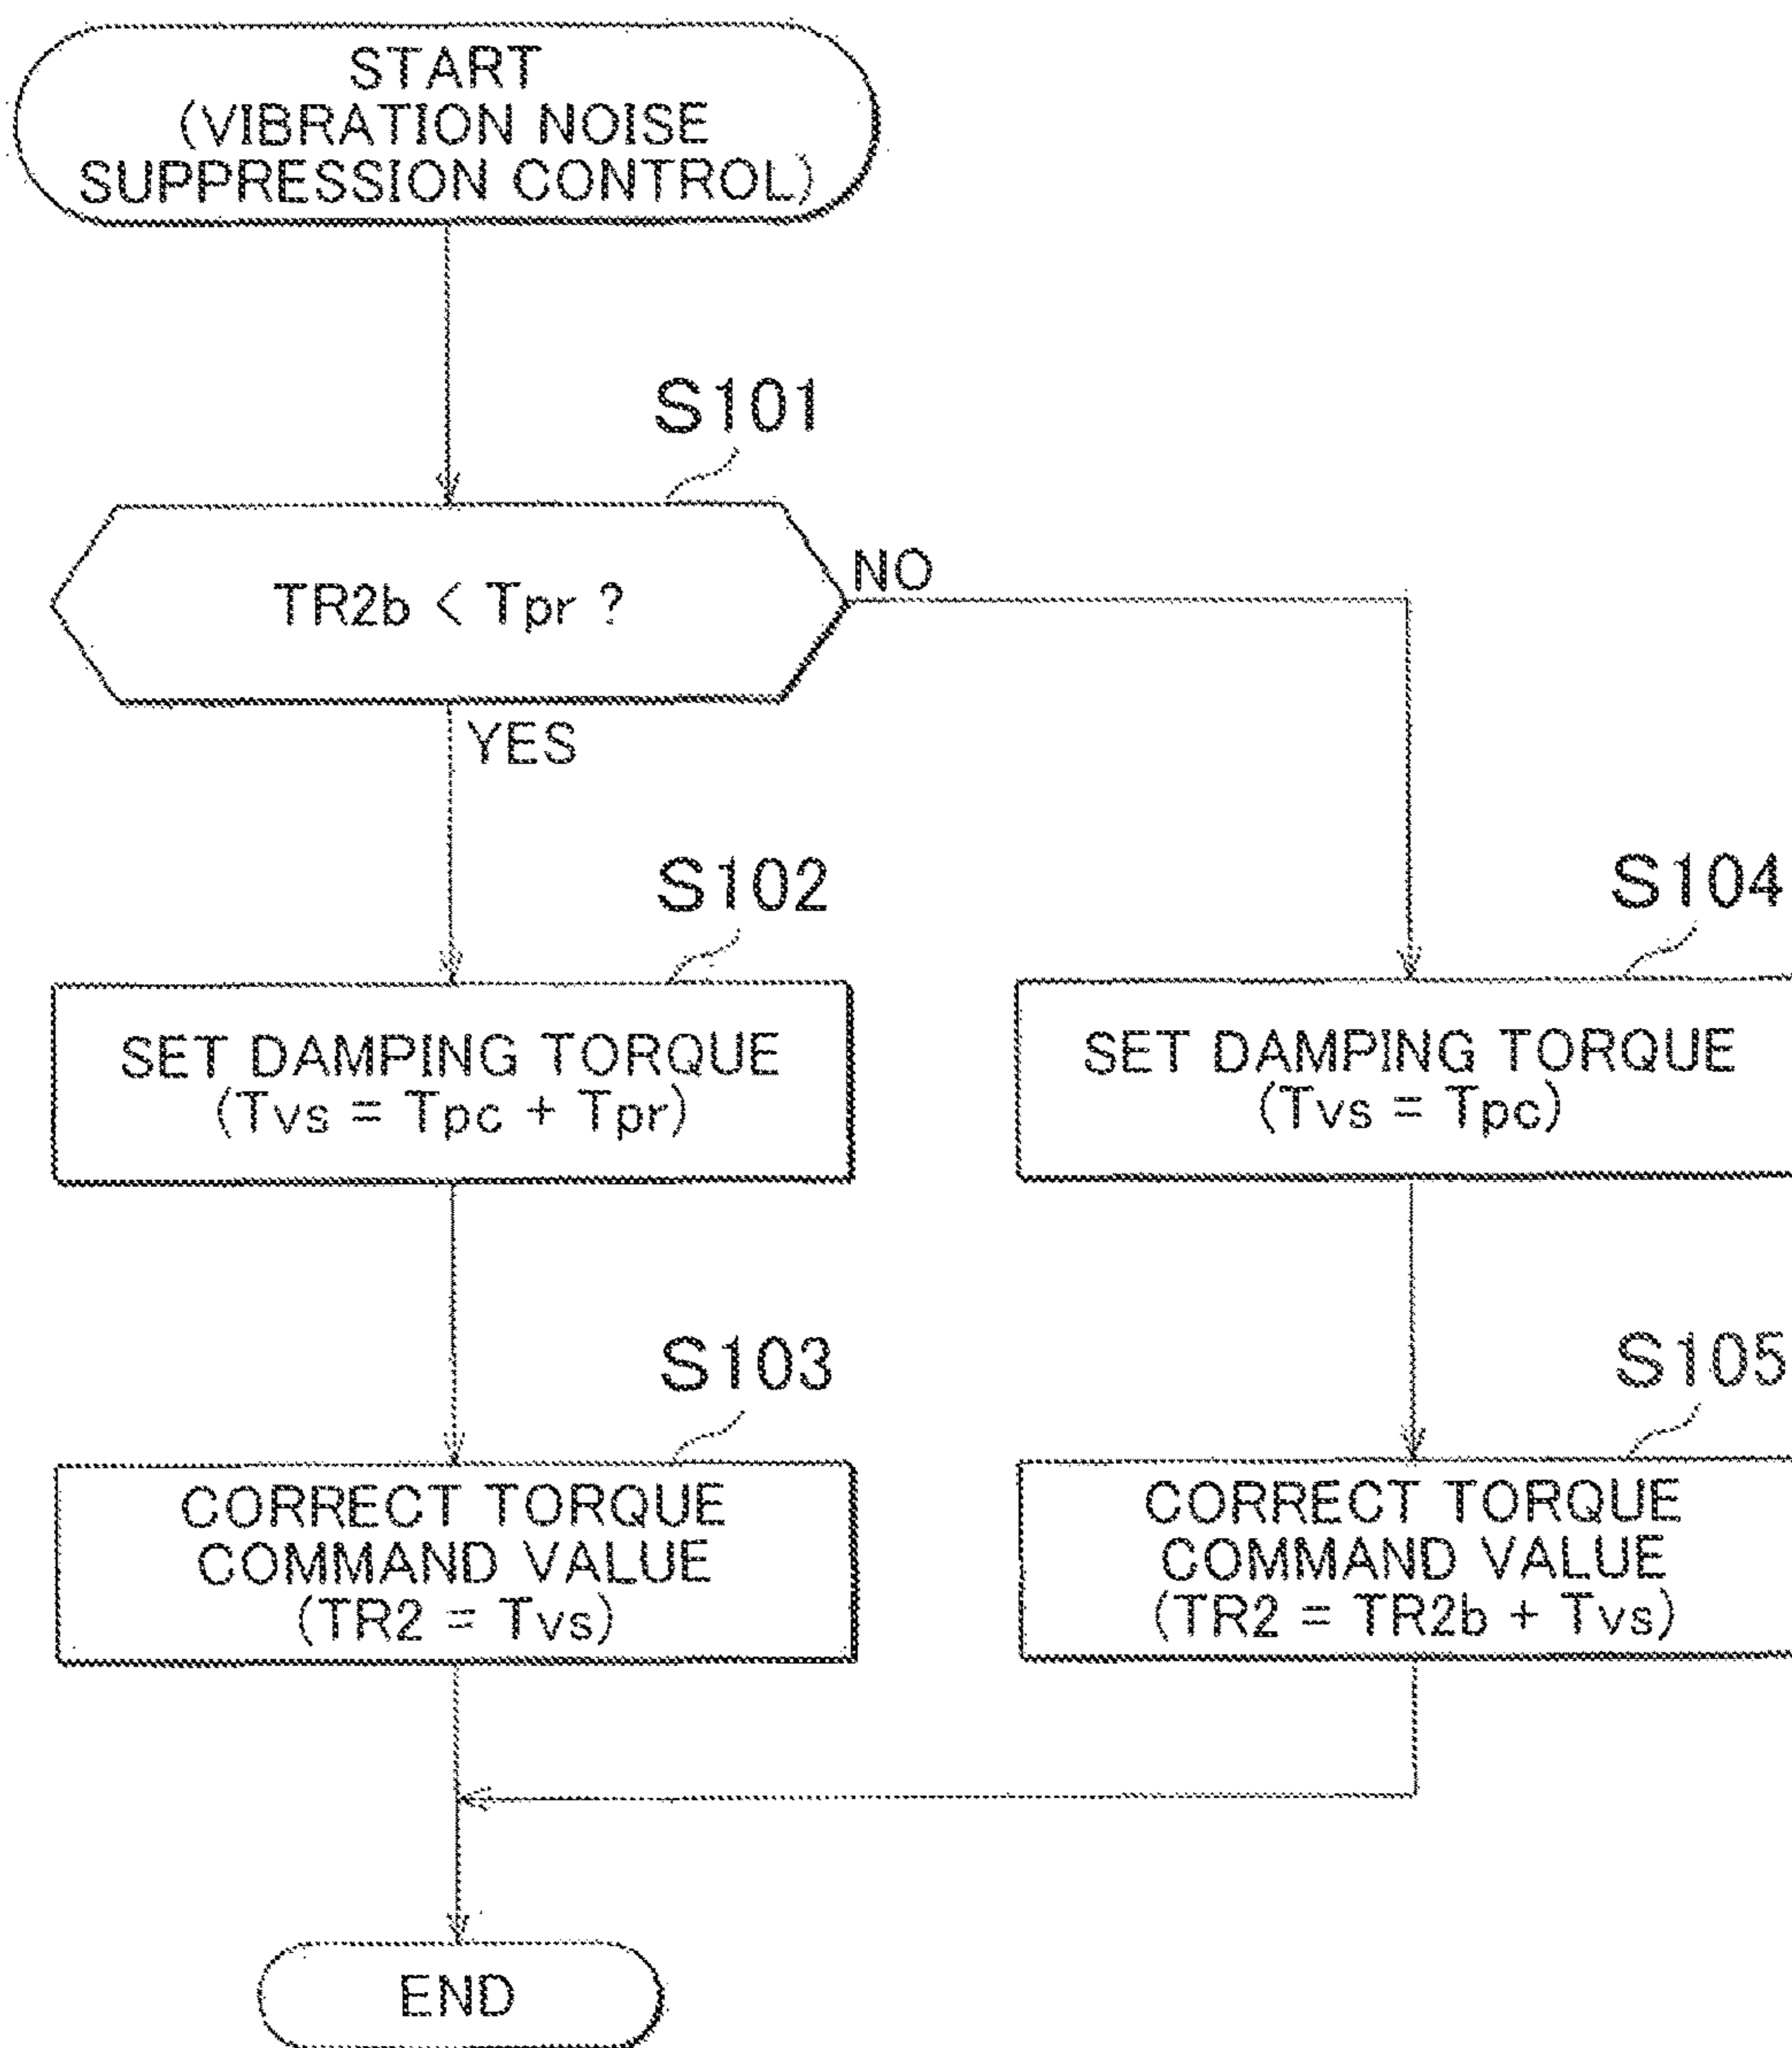 START
(VIBRATION NOISE
SUPPRESSION CONTROL)
S101
TR2b < Tpr ?
NO
YES
S102
SET DAMPING TORQUE
(Tvs = Tpc + Tpr)
S104
SET DAMPING TORQUE
(Tvs = Tpc)
S103
CORRECT TORQUE
COMMAND VALUE
(TR2 = Tvs)
S105
CORRECT TORQUE
COMMAND VALUE
(TR2 = TR2b + Tvs)
END